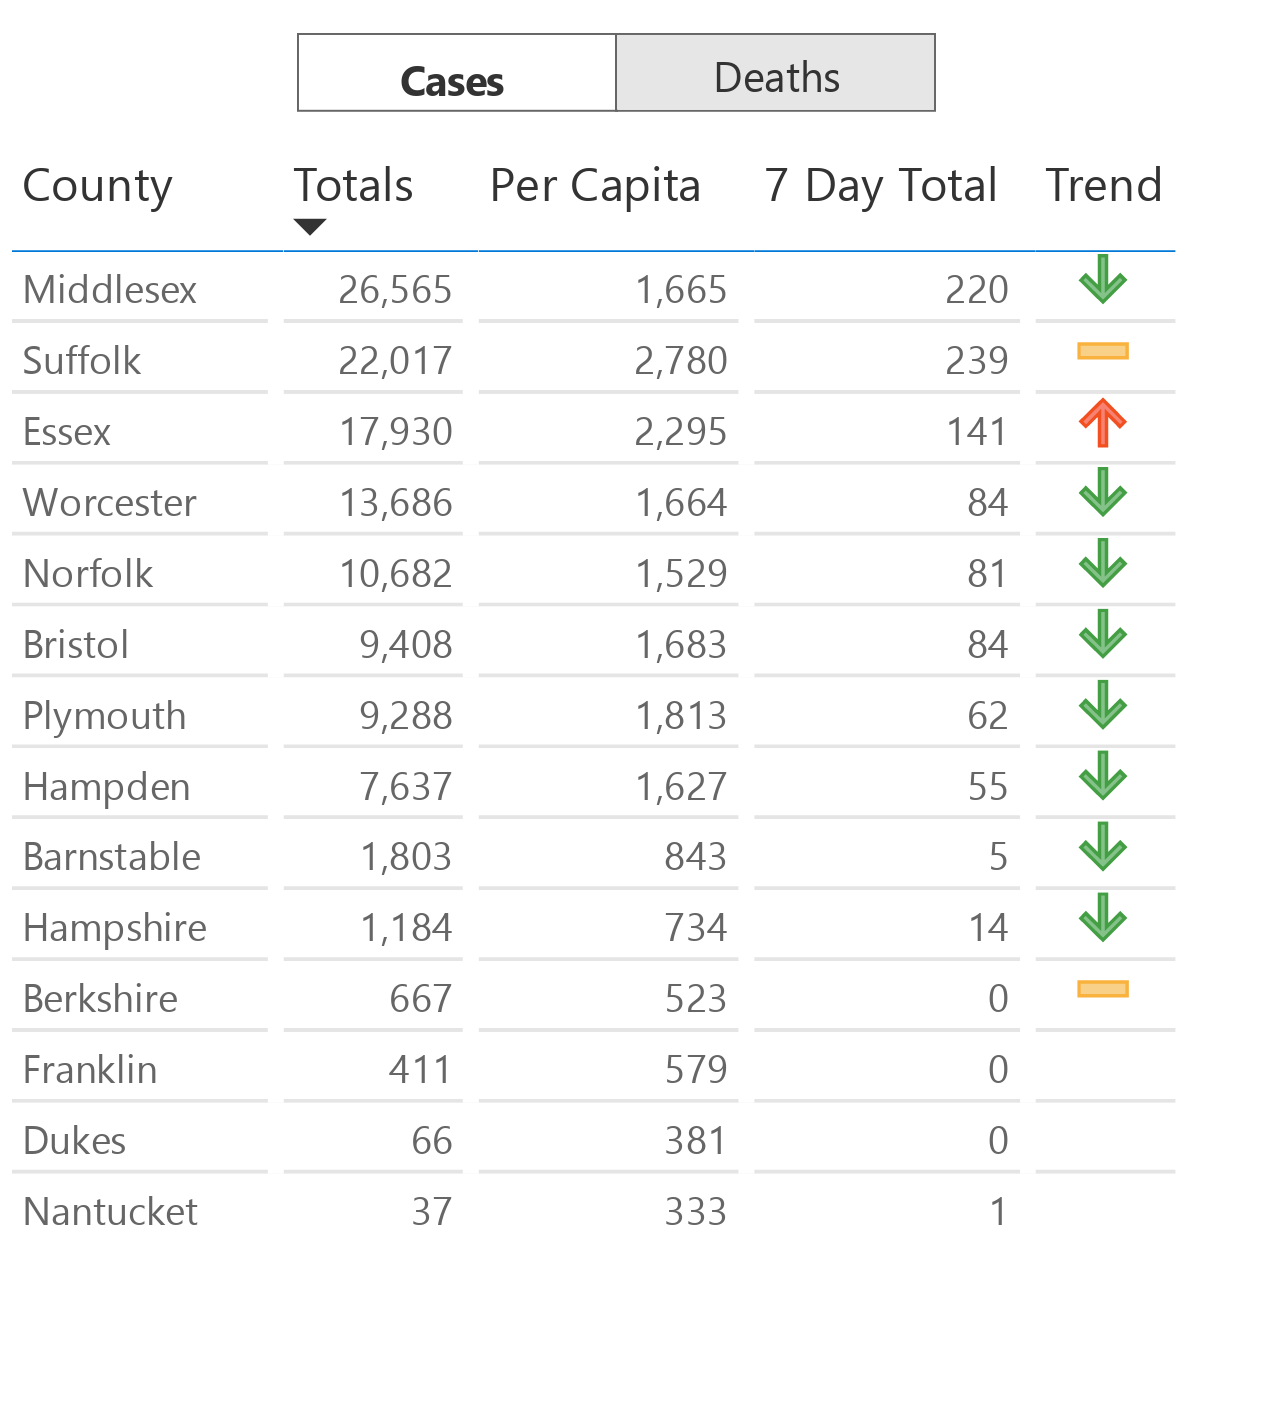 Cases Deaths
County Totals Per Capita 7 Day Total Trend
Middlesex 26,565 1,665 220
Suffolk 22,017 2,780 239
Essex 17,930 2,295 141
Worcester 13,686 1,664 84
Norfolk 10,682 1,529 81
Bristol 9,408 1,683 84
Plymouth 9,288 1,813 62
Hampden 7,637 1,627 55
Barnstable 1,803 843 5
Hampshire 1,184 734 14
Berkshire 667 523 0
Franklin 411 579 0
Dukes 66 381 0
Nantucket 37 333 1